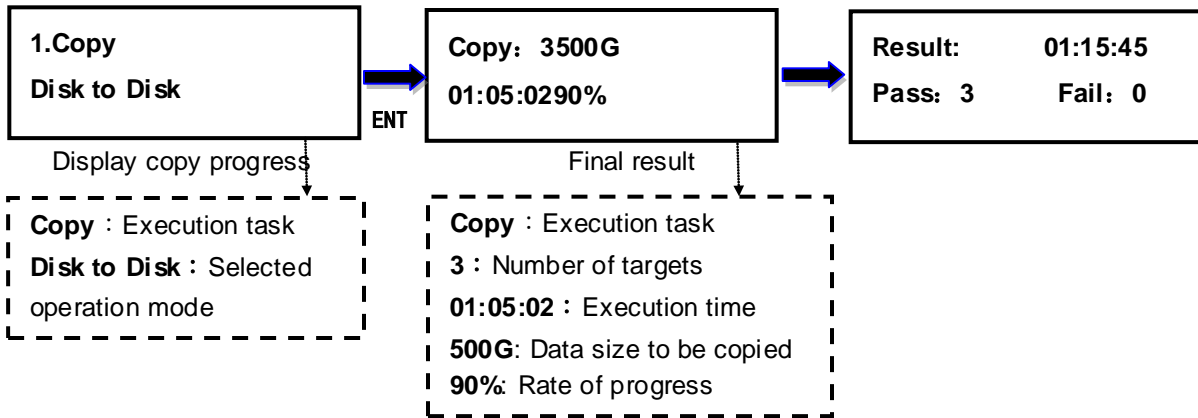 1.Copy
Disk to Disk
ENT
Copy：3500G
01:05:0290%
Result: 01:15:45
Pass：3 Fail：0
Display copy progress
Final result
Copy：Execution task
Disk to Disk：Selected
operation mode
Copy：Execution task
3：Number of targets
01:05:02：Execution time
500G: Data size to be copied
90%: Rate of progress